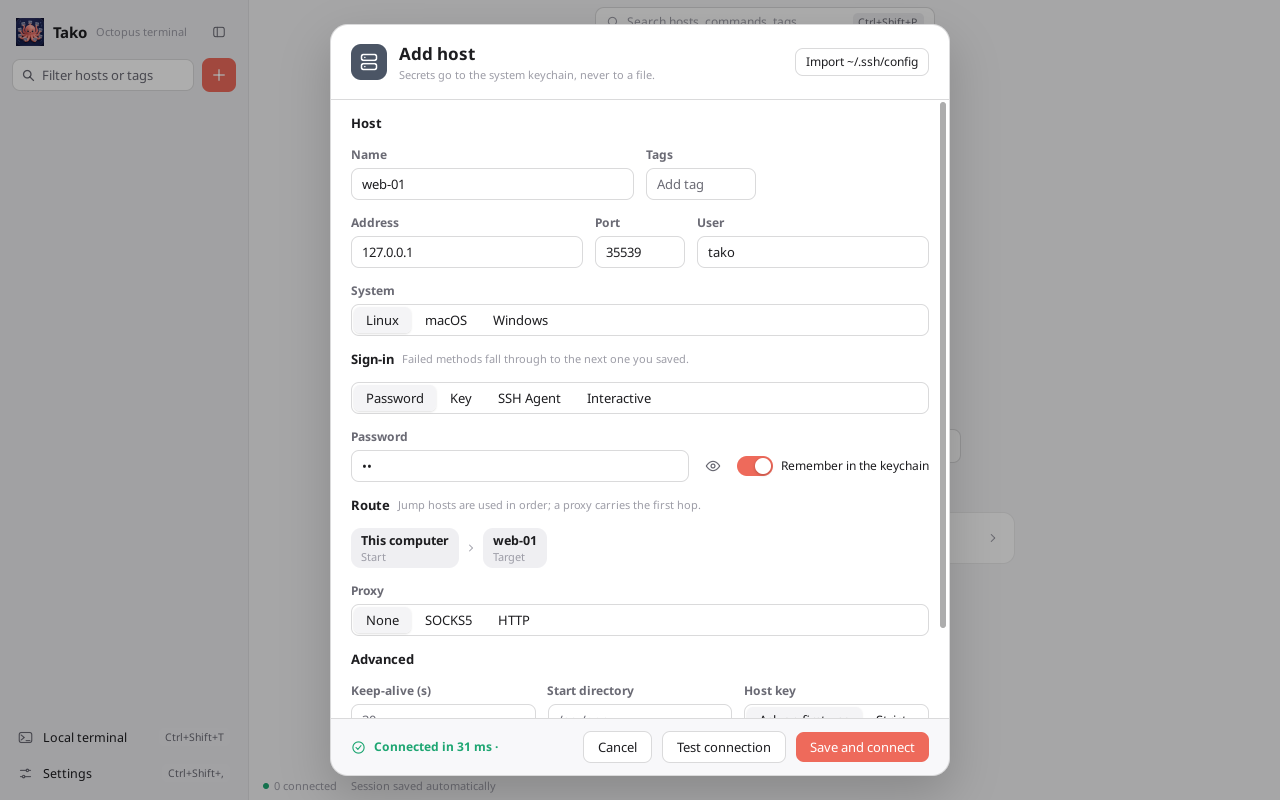 Tako Octopus terminal
Search hosts, commands, tags Ctrl+Shift+P
Filter hosts or tags
Add host
Secrets go to the system keychain, never to a file.
Import ~/.ssh/config
Host
Name Tags
web-01 Add tag
Address Port User
127.0.0.1 35539 tako
System
Linux macOS Windows
Sign-in Failed methods fall through to the next one you saved.
Password Key SSH Agent Interactive
Password
•• Remember in the keychain
Route Jump hosts are used in order; a proxy carries the first hop.
This computer web-01
Start Target
Proxy
None SOCKS5 HTTP
Advanced
Keep-alive (s) Start directory Host key
Connected in 31 ms ·
Cancel Test connection Save and connect
Local terminal Ctrl+Shift+T
Settings Ctrl+Shift+,
0 connected Session saved automatically